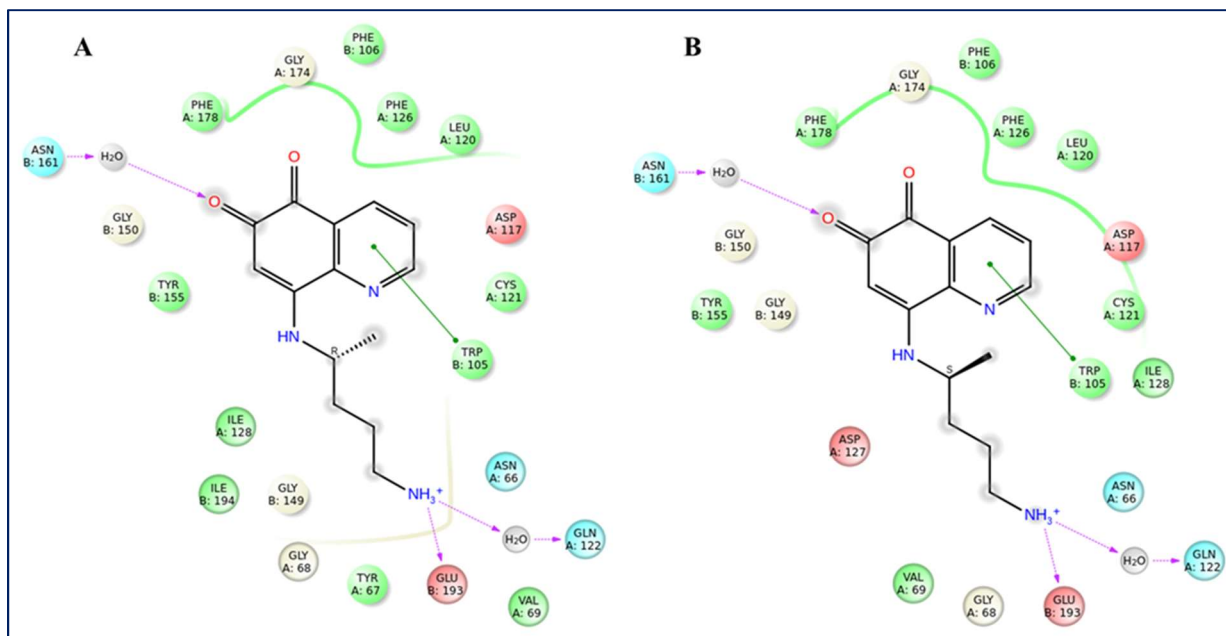 A
PHE
B: 106
GLY
A: 174
PHE
A: 178
PHE
A: 126
LEU
A: 120
ASN
B: 161
H₂O
O
O
GLY
B: 150
ASP
A: 117
TYR
B: 155
CYS
A: 121
N
HN
R
TRP
B: 105
ILE
A: 128
ASN
A: 66
ILE
B: 194
GLY
B: 149
NH₃⁺
H₂O
GLN
A: 122
GLY
A: 68
TYR
A: 67
GLU
B: 193
VAL
A: 69
B
PHE
B: 106
GLY
A: 174
PHE
A: 178
PHE
A: 126
LEU
A: 120
ASN
B: 161
H₂O
O
O
GLY
B: 150
ASP
A: 117
TYR
B: 155
GLY
B: 149
CYS
A: 121
N
HN
S
TRP
B: 105
ILE
A: 128
ASP
A: 127
ASN
A: 66
NH₃⁺
H₂O
GLN
A: 122
VAL
A: 69
GLY
A: 68
GLU
B: 193